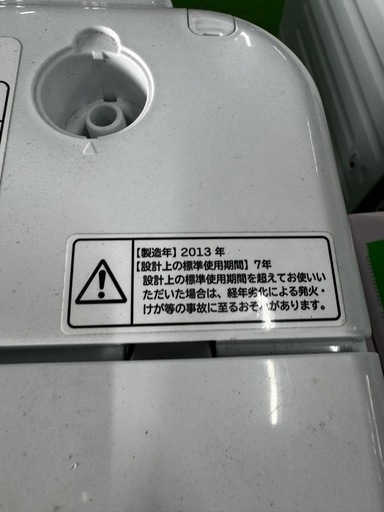 【製造年】2013 年
【設計上の標準使用期間】7年
設計上の標準使用期間を超えてお使いい
ただいた場合は、経年劣化による発火・
けが等の事故に至るおそれがあります。